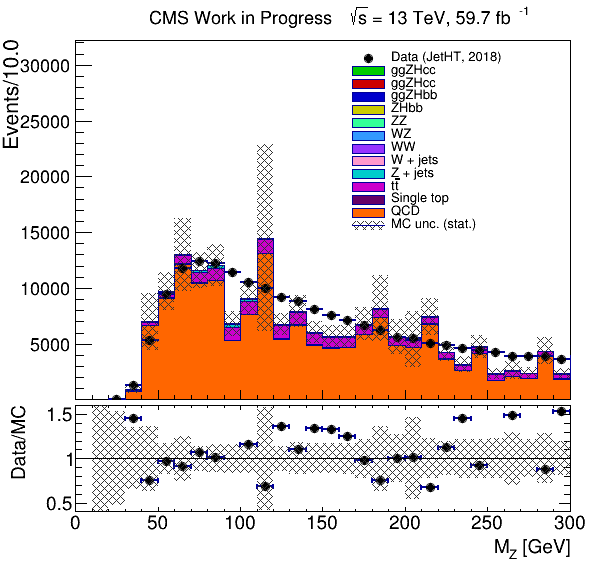 CMS Work in Progress √s = 13 TeV, 59.7 fb⁻¹
Events/10.0
30000
25000
20000
15000
10000
5000
Data (JetHT, 2018)
ggZHcc
ggZHcc
ggZHbb
ZHbb
ZZ
WZ
WW
W + jets
Z + jets
tt̄
Single top
QCD
MC unc. (stat.)
Data/MC
1.5
1
0.5
0 50 100 150 200 250 300
M_Z [GeV]